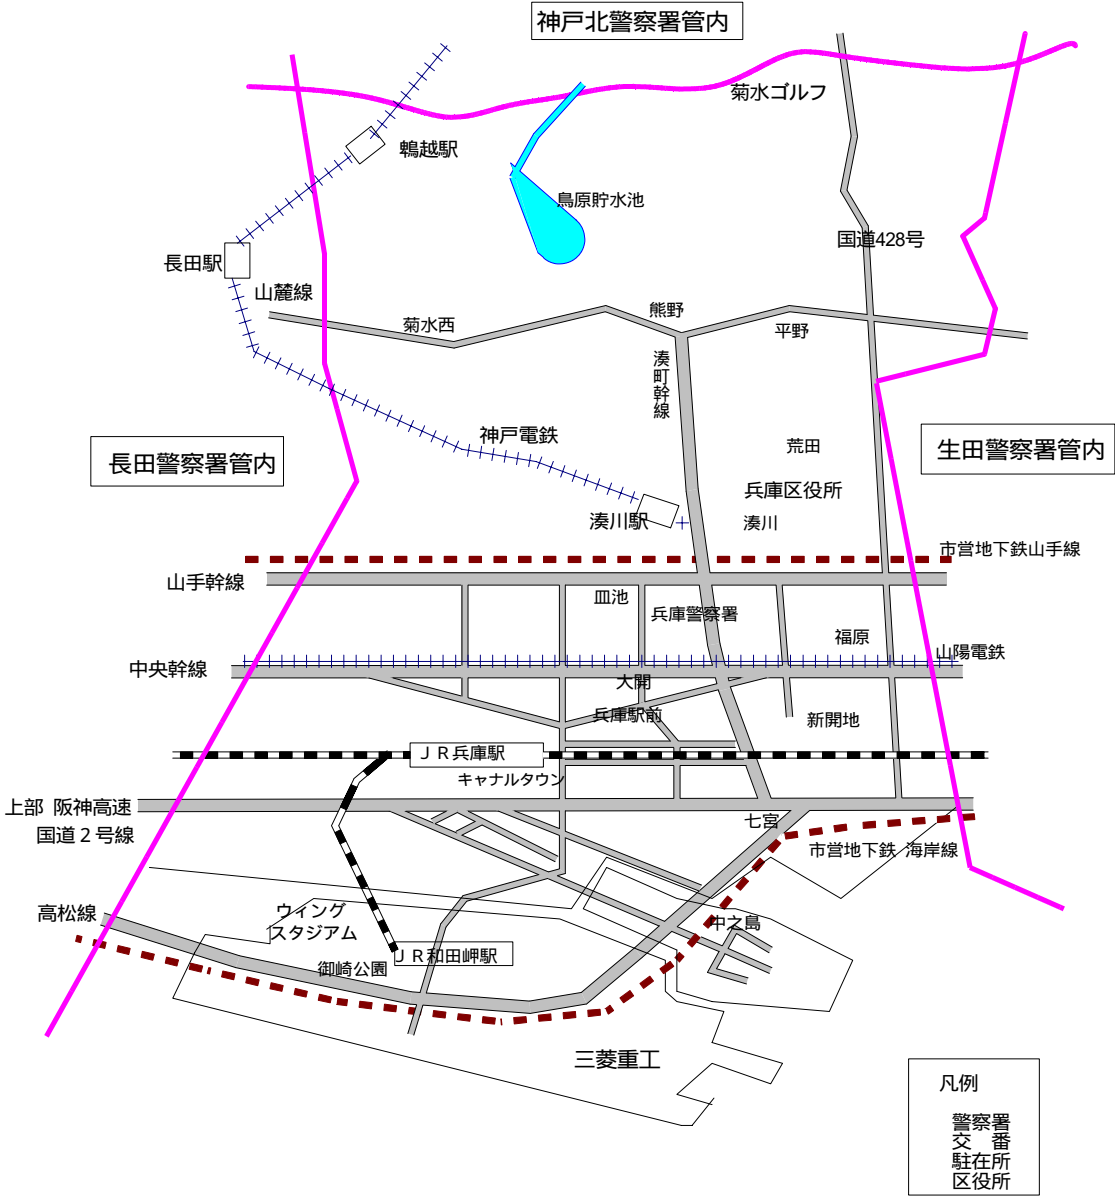 神戸北警察署管内
菊水ゴルフ
鵯越駅
烏原貯水池
国道428号
長田駅
山麓線
熊野
菊水西
平野
湊町幹線
神戸電鉄
荒田
長田警察署管内
生田警察署管内
兵庫区役所
湊川駅
湊川
市営地下鉄山手線
山手幹線
皿池
兵庫警察署
福原
山陽電鉄
中央幹線
大開
兵庫駅前
新開地
ＪＲ兵庫駅
キャナルタウン
上部 阪神高速
国道２号線
七宮
市営地下鉄 海岸線
高松線
ウィング
スタジアム
中之島
ＪＲ和田岬駅
御崎公園
三菱重工
凡例
警察署
交　番
駐在所
区役所